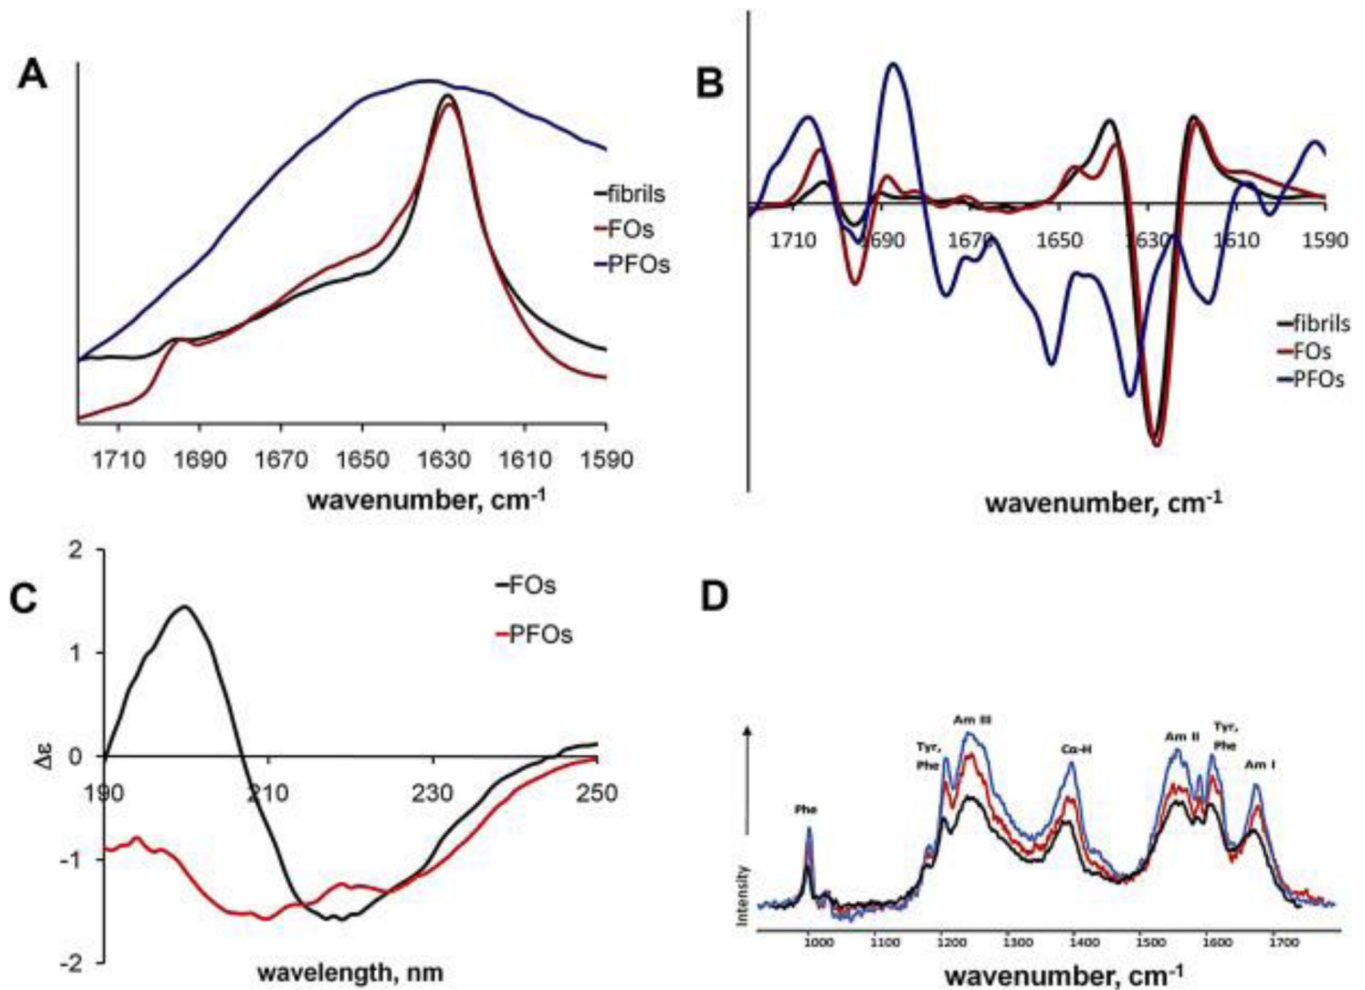 A
fibrils
FOs
PFOs
1710 1690 1670 1650 1630 1610 1590
wavenumber, cm-1
B
1710 1690 1670 1650 1630 1610 1590
fibrils
FOs
PFOs
wavenumber, cm-1
C
2
1
0
-1
-2
Δε
FOs
PFOs
190 210 230 250
wavelength, nm
D
Intensity
Phe
Tyr,
Phe
Am III
Cα-H
Am II
Tyr,
Phe
Am I
1000 1100 1200 1300 1400 1500 1600 1700
wavenumber, cm-1